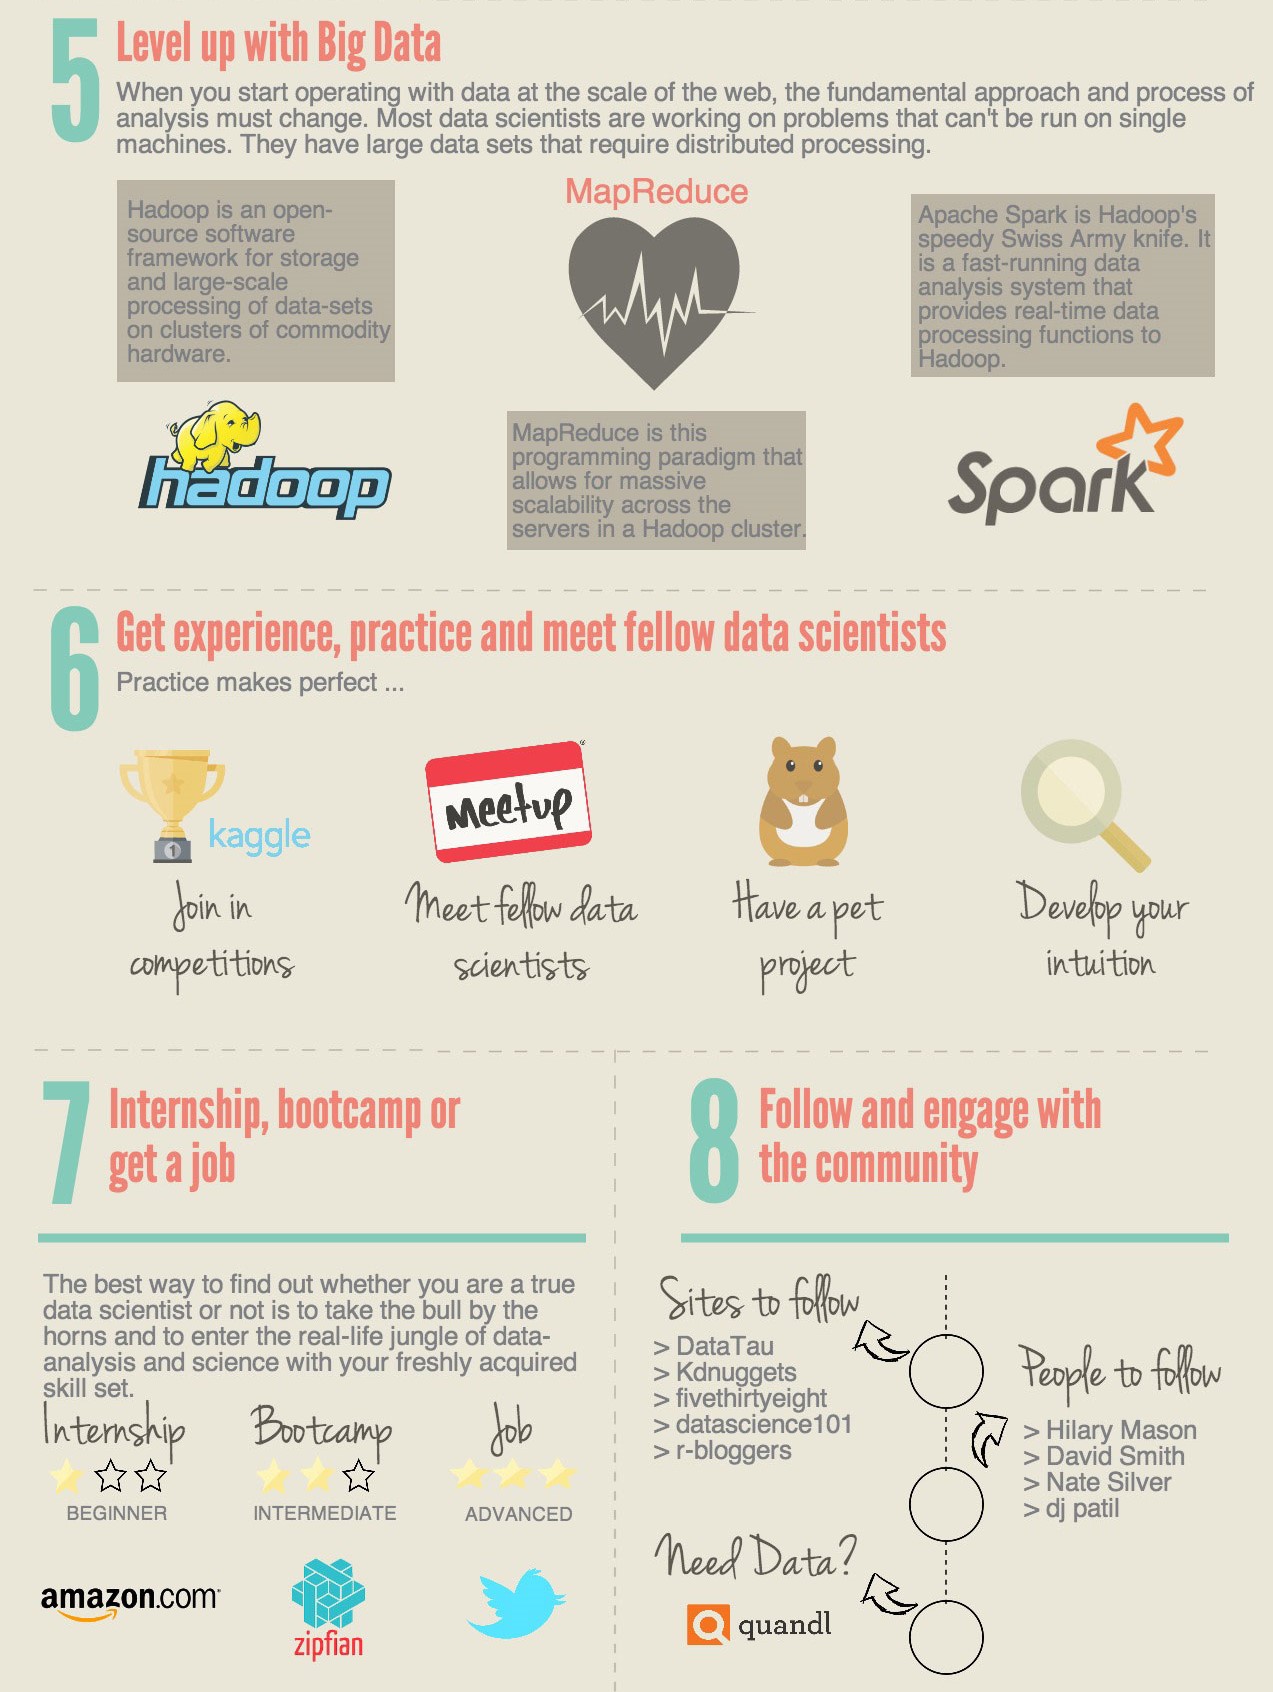 5
Level up with Big Data
When you start operating with data at the scale of the web, the fundamental approach and process of
analysis must change. Most data scientists are working on problems that can't be run on single
machines. They have large data sets that require distributed processing.
Hadoop is an open-
source software
framework for storage
and large-scale
processing of data-sets
on clusters of commodity
hardware.
hadoop
MapReduce
MapReduce is this
programming paradigm that
allows for massive
scalability across the
servers in a Hadoop cluster.
Apache Spark is Hadoop's
speedy Swiss Army knife. It
is a fast-running data
analysis system that
provides real-time data
processing functions to
Hadoop.
Spark
6
Get experience, practice and meet fellow data scientists
Practice makes perfect ...
1
kaggle
Join in
competitions
Meetup
®
Meet fellow data
scientists
Have a pet
project
Develop your
intuition
7
Internship, bootcamp or
get a job
The best way to find out whether you are a true
data scientist or not is to take the bull by the
horns and to enter the real-life jungle of data-
analysis and science with your freshly acquired
skill set.
Internship
BEGINNER
amazon.com
Bootcamp
INTERMEDIATE
zipfian
Job
ADVANCED
8
Follow and engage with
the community
Sites to follow
> DataTau
> Kdnuggets
> fivethirtyeight
> datascience101
> r-bloggers
People to follow
> Hilary Mason
> David Smith
> Nate Silver
> dj patil
Need Data?
quandl